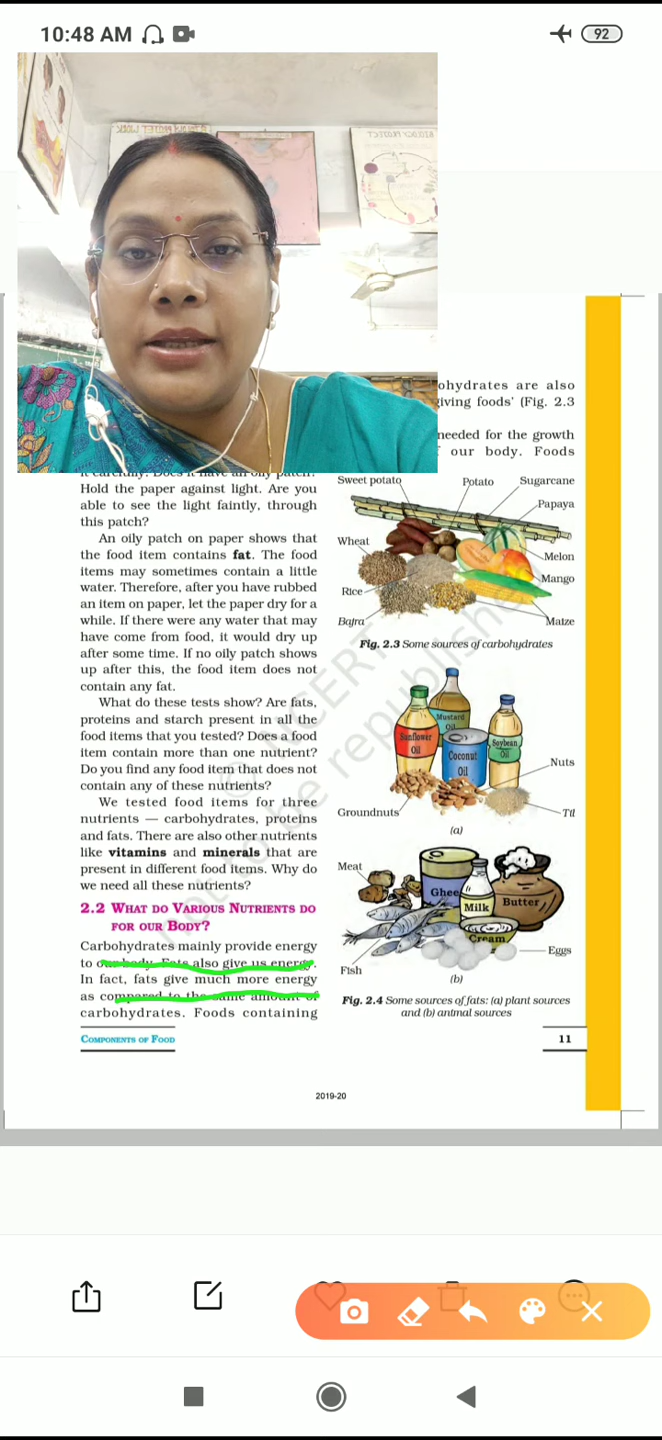 10:48 AM
92
ohydrates are also
giving foods' (Fig. 2.3
needed for the growth
our body. Foods
it carefully. Does it have an oily patch?
Hold the paper against light. Are you
able to see the light faintly, through
this patch?
An oily patch on paper shows that
the food item contains fat. The food
items may sometimes contain a little
water. Therefore, after you have rubbed
an item on paper, let the paper dry for a
while. If there were any water that may
have come from food, it would dry up
after some time. If no oily patch shows
up after this, the food item does not
contain any fat.
What do these tests show? Are fats,
proteins and starch present in all the
food items that you tested? Does a food
item contain more than one nutrient?
Do you find any food item that does not
contain any of these nutrients?
We tested food items for three
nutrients — carbohydrates, proteins
and fats. There are also other nutrients
like vitamins and minerals that are
present in different food items. Why do
we need all these nutrients?
2.2 WHAT DO VARIOUS NUTRIENTS DO
FOR OUR BODY?
Carbohydrates mainly provide energy
to our body. Fats also give us energy.
In fact, fats give much more energy
as compared to the same amount of
carbohydrates. Foods containing
Sweet potato
Potato
Sugarcane
Papaya
Wheat
Melon
Mango
Rice
Bajra
Maize
Fig. 2.3 Some sources of carbohydrates
Mustard
Oil
Sunflower
Oil
Coconut
Oil
Soybean
Oil
Nuts
Groundnuts
Til
(a)
Meat
Ghee
Milk
Butter
Cream
Eggs
Fish
(b)
Fig. 2.4 Some sources of fats: (a) plant sources
and (b) animal sources
COMPONENTS OF FOOD
11
2019-20
© NCERT
not to be republished